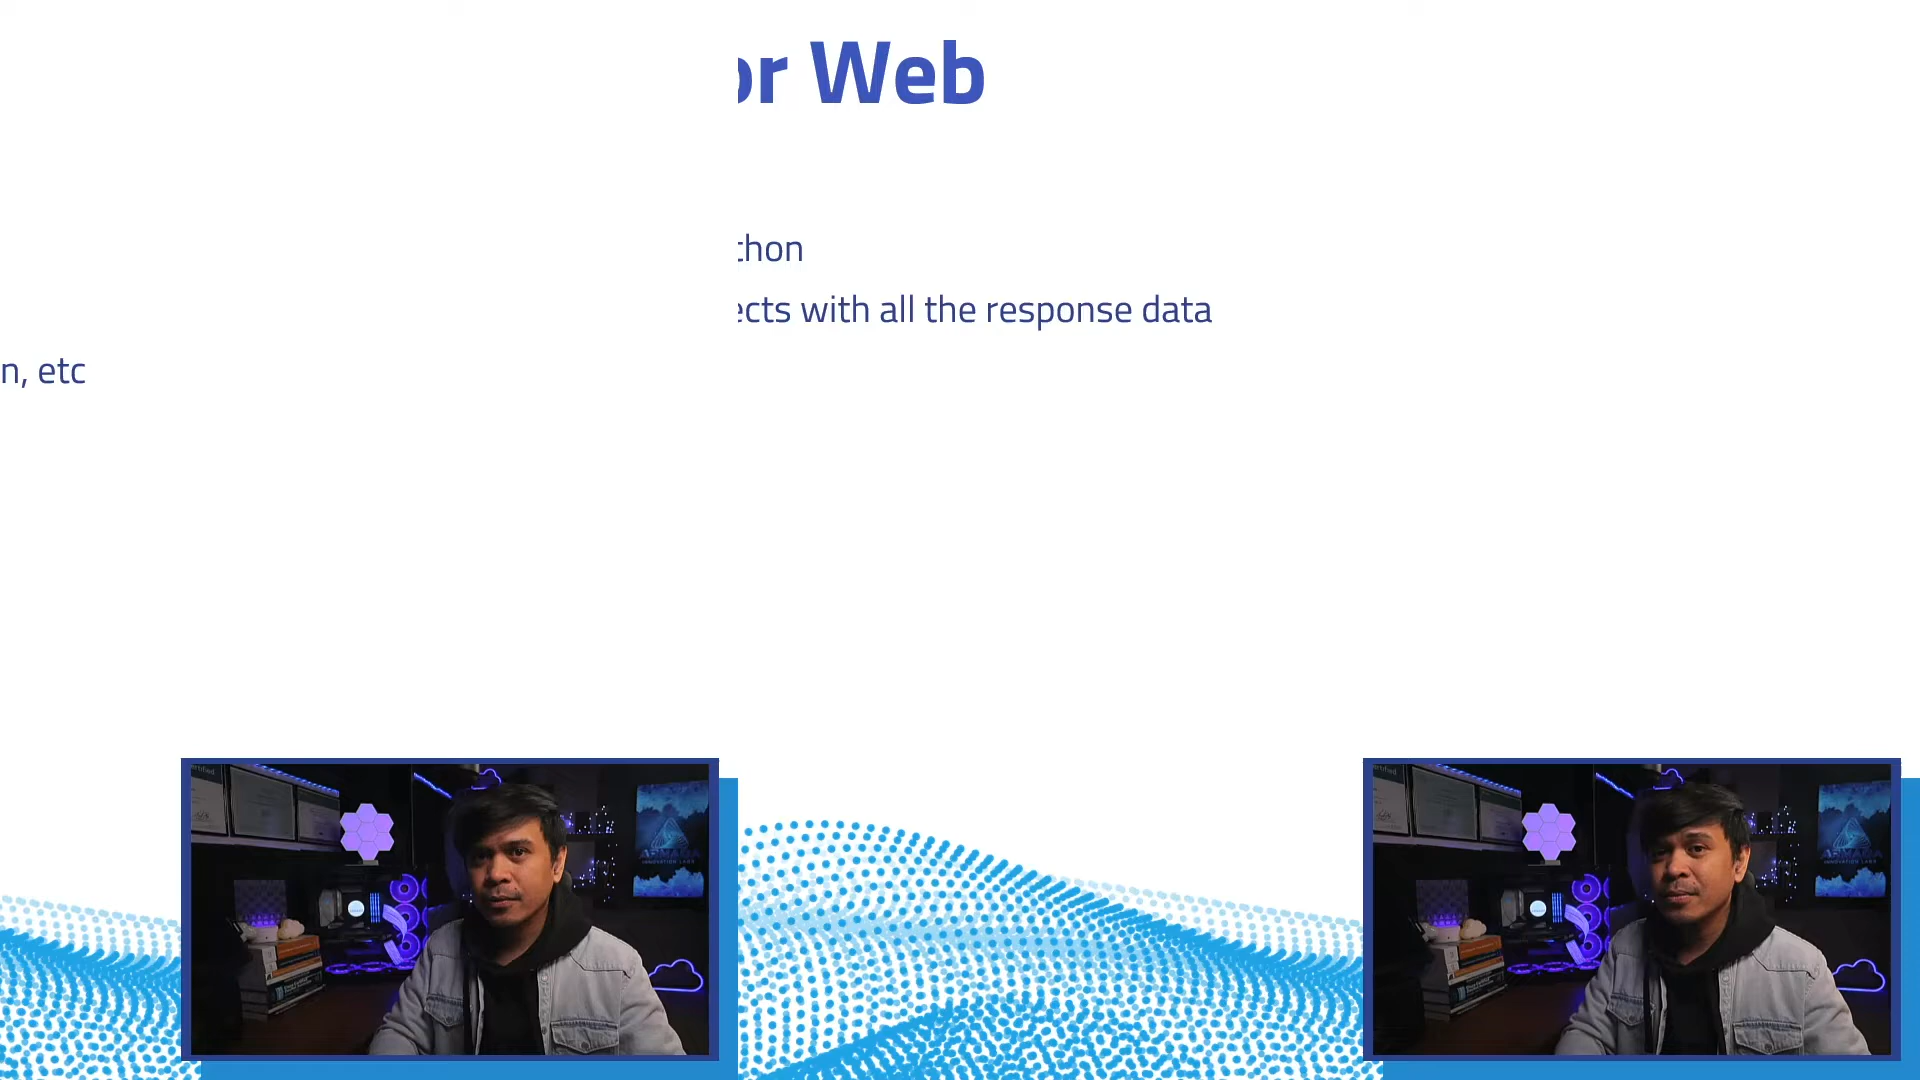 or Web
thon
ects with all the response data
n, etc